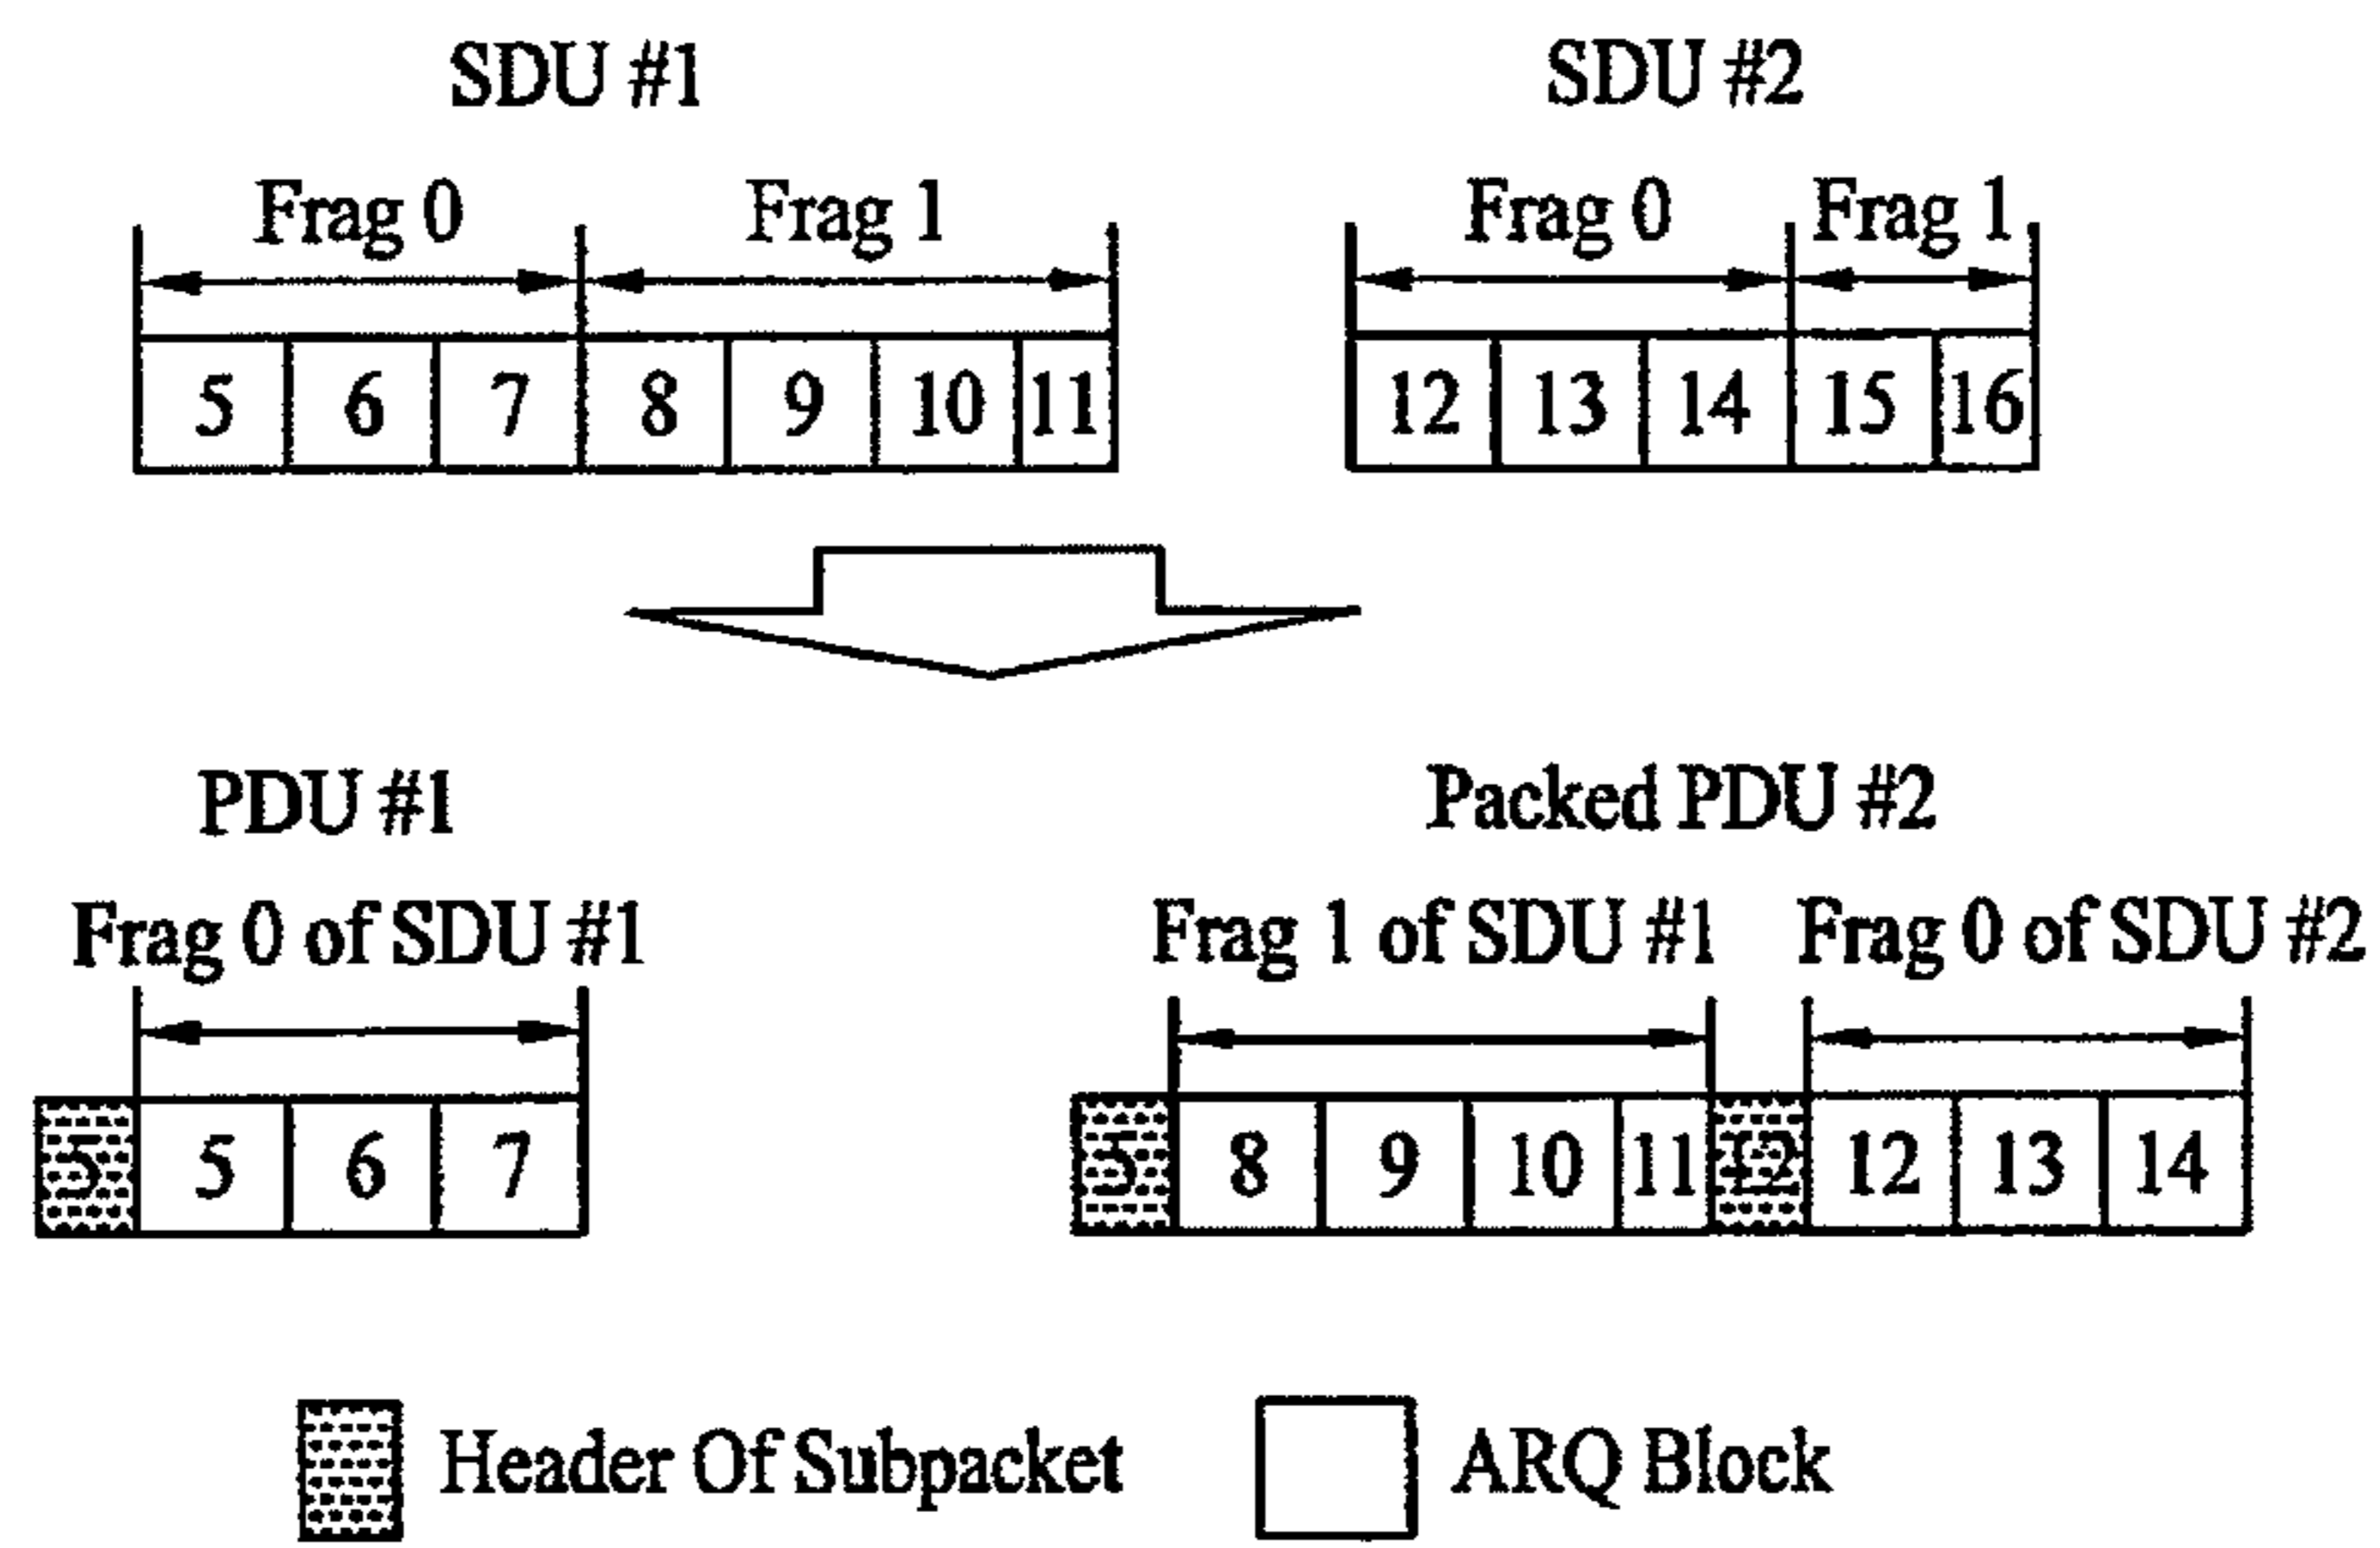 SDU #1 SDU #2
Frag 0 Frag 1 Frag 0 Frag 1
5 6 7 8 9 10 11 12 13 14 15 16
PDU #1 Packed PDU #2
Frag 0 of SDU #1 Frag 1 of SDU #1 Frag 0 of SDU #2
5 5 6 7 5 8 9 10 11 12 12 13 14
Header Of Subpacket ARQ Block